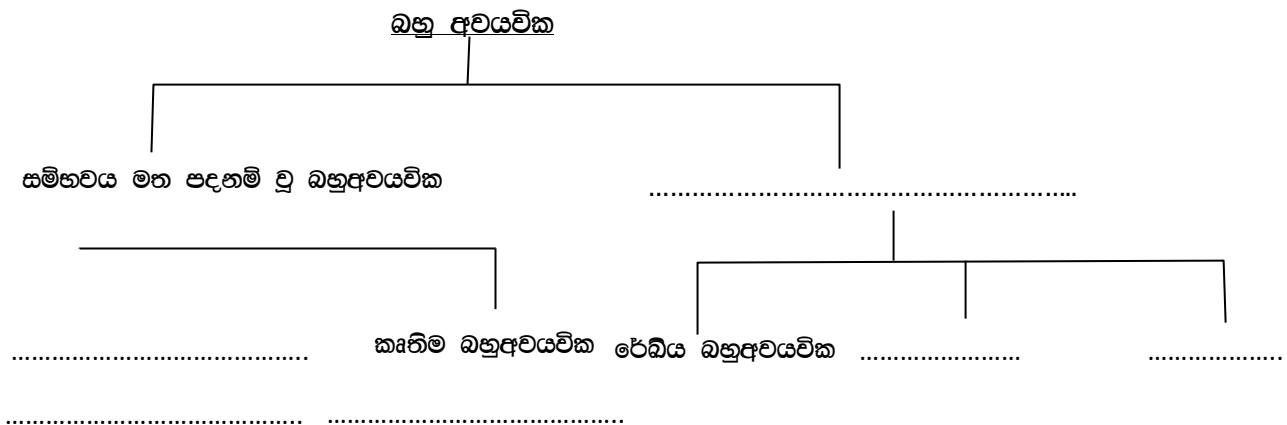 බහු අවයවික
සම්භවය මත පදනම් වූ බහුඅවයවික ………………………………………………...
…………………………………….. කෘතිම බහුඅවයවික රේඛීය බහුඅවයවික …………………… ………………..
…………………………………….. ……………………………………..